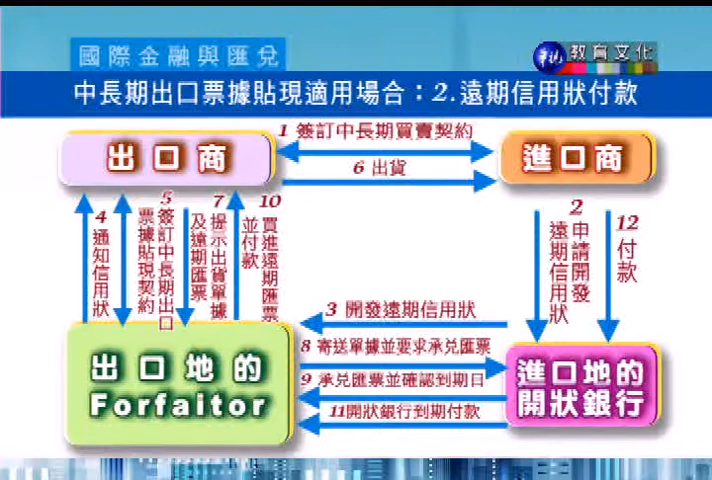 國際金融與匯兌
華視 教育文化
中長期出口票據貼現適用場合：2.遠期信用狀付款
1 簽訂中長期買賣契約
出口商
進口商
6 出貨
4 通知信用狀
5 簽訂中長期出口
票據貼現契約
7 提示出貨單據
及遠期匯票
10 買進遠期匯票
並付款
2 申請開發
遠期信用狀
12 付款
3 開發遠期信用狀
8 寄送單據並要求承兌匯票
9 承兌匯票並確認到期日
11開狀銀行到期付款
出口地的
Forfaitor
進口地的
開狀銀行